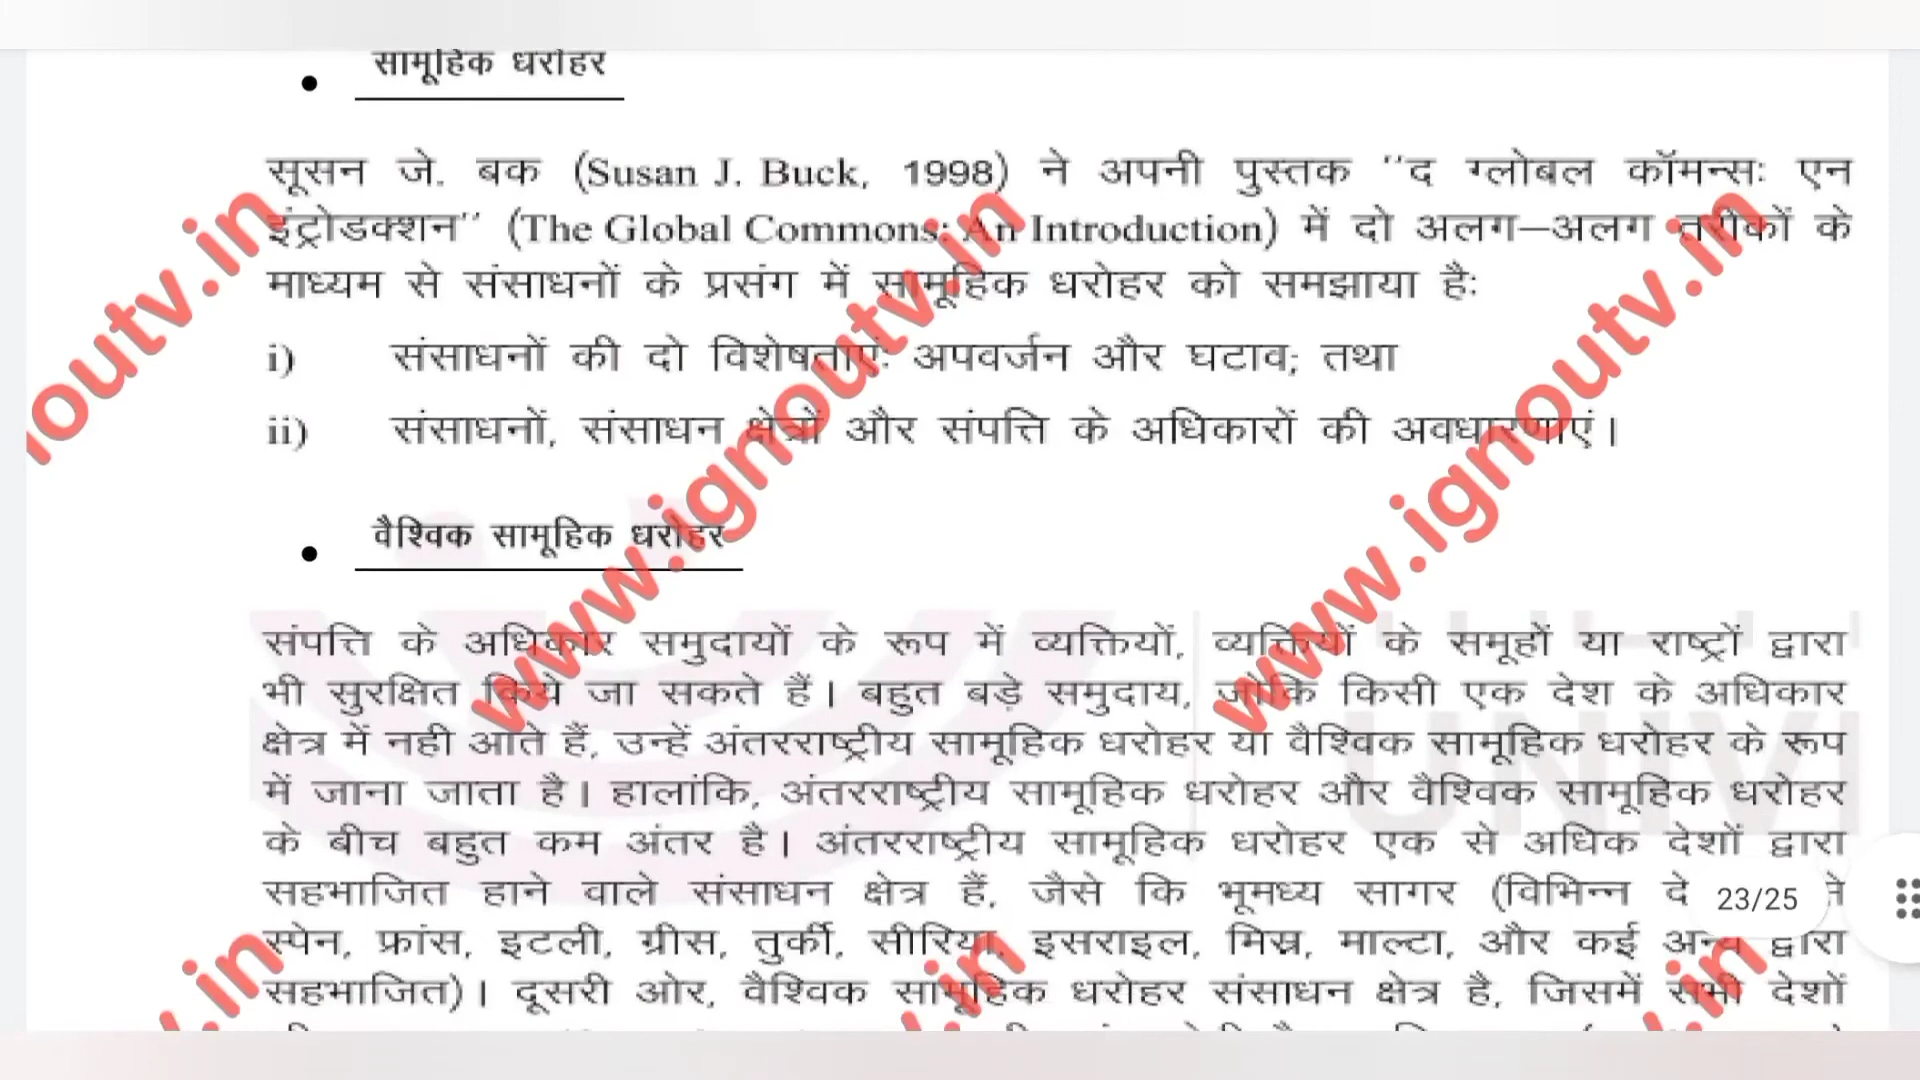 सामूहिक धरोहर
सूसन जे. बक (Susan J. Buck, 1998) ने अपनी पुस्तक ''द ग्लोबल कॉमन्सः एन
इंट्रोडक्शन'' (The Global Commons: An Introduction) में दो अलग–अलग तरीकों के
माध्यम से संसाधनों के प्रसंग में सामूहिक धरोहर को समझाया हैः
i) संसाधनों की दो विशेषताएंः अपवर्जन और घटाव; तथा
ii) संसाधनों, संसाधन क्षेत्रों और संपत्ति के अधिकारों की अवधारणाएं।
वैश्विक सामूहिक धरोहर
संपत्ति के अधिकार समुदायों के रूप में व्यक्तियों, व्यक्तियों के समूहों या राष्ट्रों द्वारा
भी सुरक्षित किये जा सकते हैं। बहुत बड़े समुदाय, जोकि किसी एक देश के अधिकार
क्षेत्र में नही आते हैं, उन्हें अंतरराष्ट्रीय सामूहिक धरोहर या वैश्विक सामूहिक धरोहर के रूप
में जाना जाता है। हालांकि, अंतरराष्ट्रीय सामूहिक धरोहर और वैश्विक सामूहिक धरोहर
के बीच बहुत कम अंतर है। अंतरराष्ट्रीय सामूहिक धरोहर एक से अधिक देशों द्वारा
सहभाजित हाने वाले संसाधन क्षेत्र हैं, जैसे कि भूमध्य सागर (विभिन्न
23/25
स्पेन, फ्रांस, इटली, ग्रीस, तुर्की, सीरिया, इसराइल, मिस्र, माल्टा, और कई अन्य द्वारा
सहभाजित)। दूसरी ओर, वैश्विक सामूहिक धरोहर संसाधन क्षेत्र है, जिसमें सभी देशों
www.ignoutv.in
www.ignoutv.in
UNIV